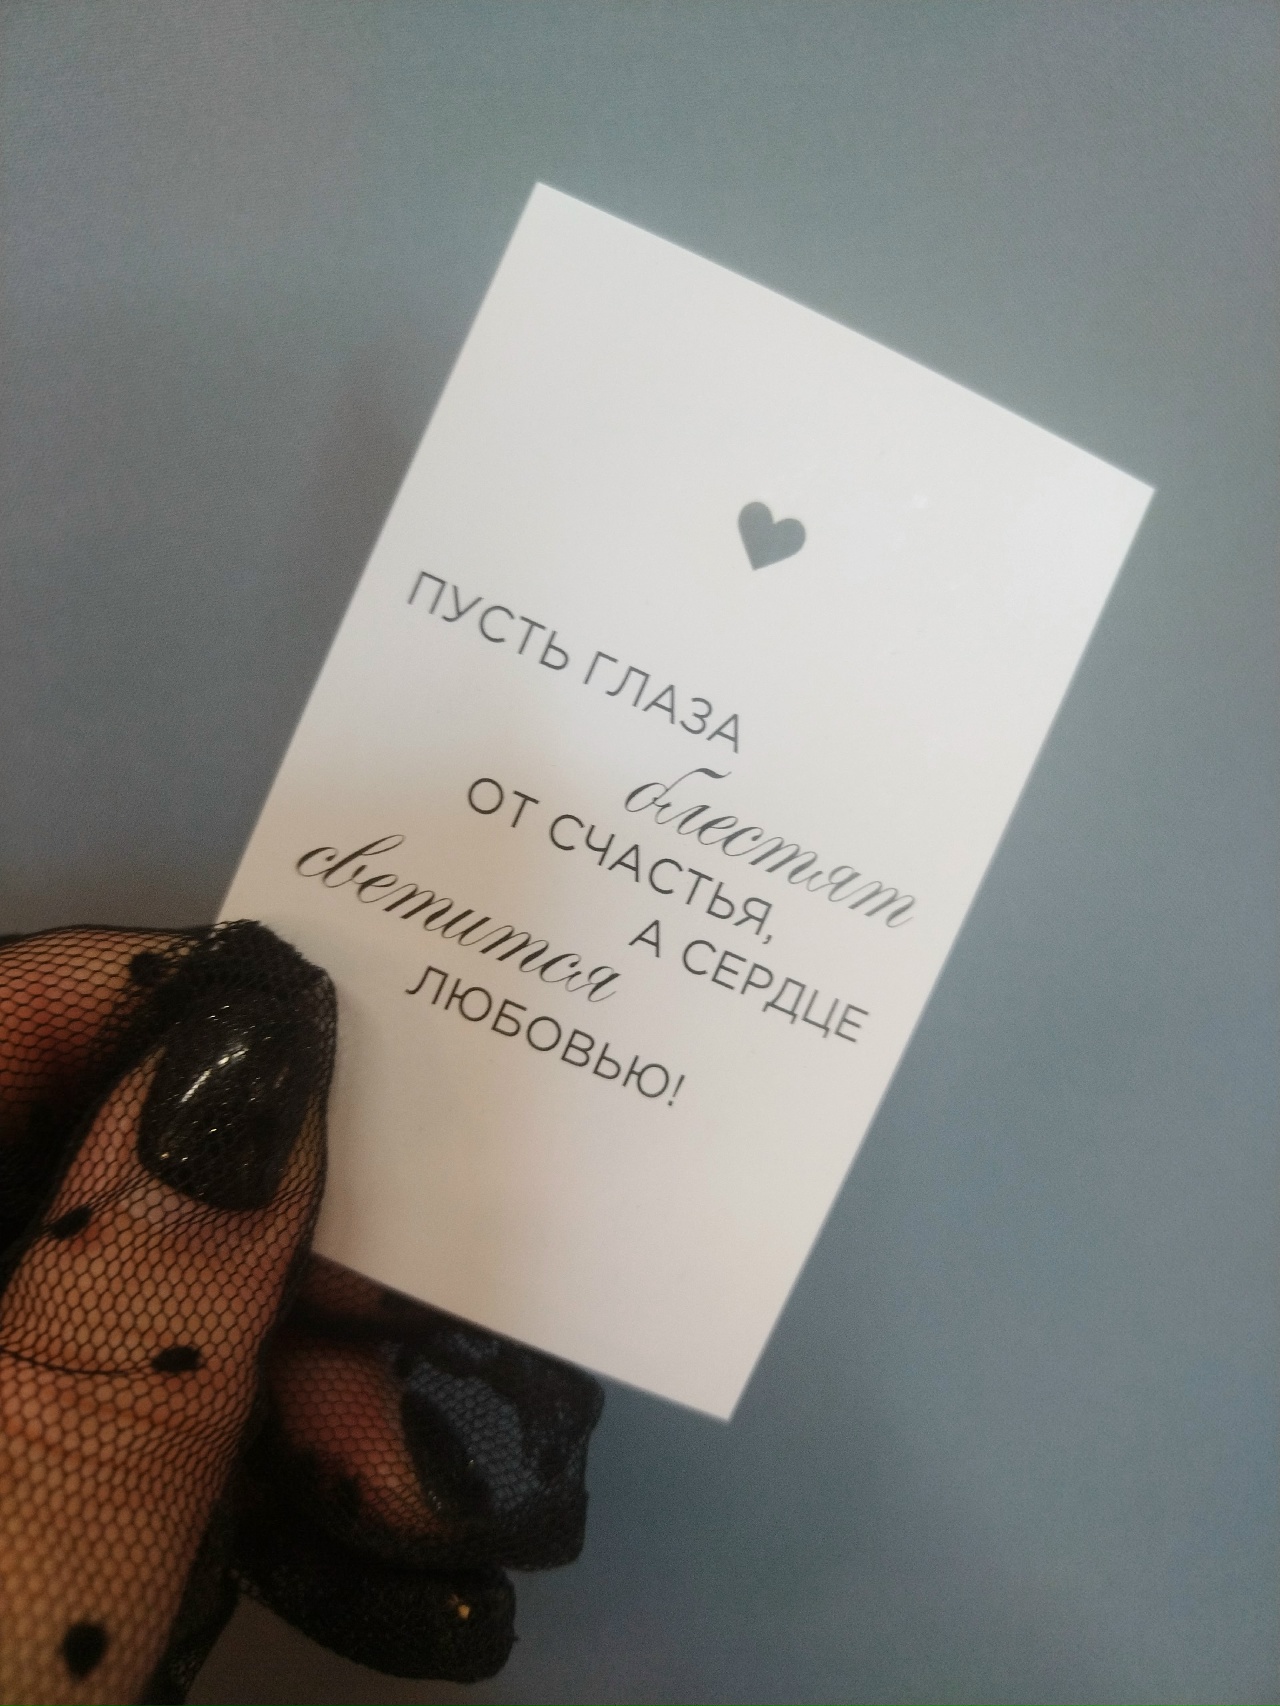 ПУСТЬ ГЛАЗА
блестят
ОТ СЧАСТЬЯ,
А СЕРДЦЕ
светится
ЛЮБОВЬЮ!